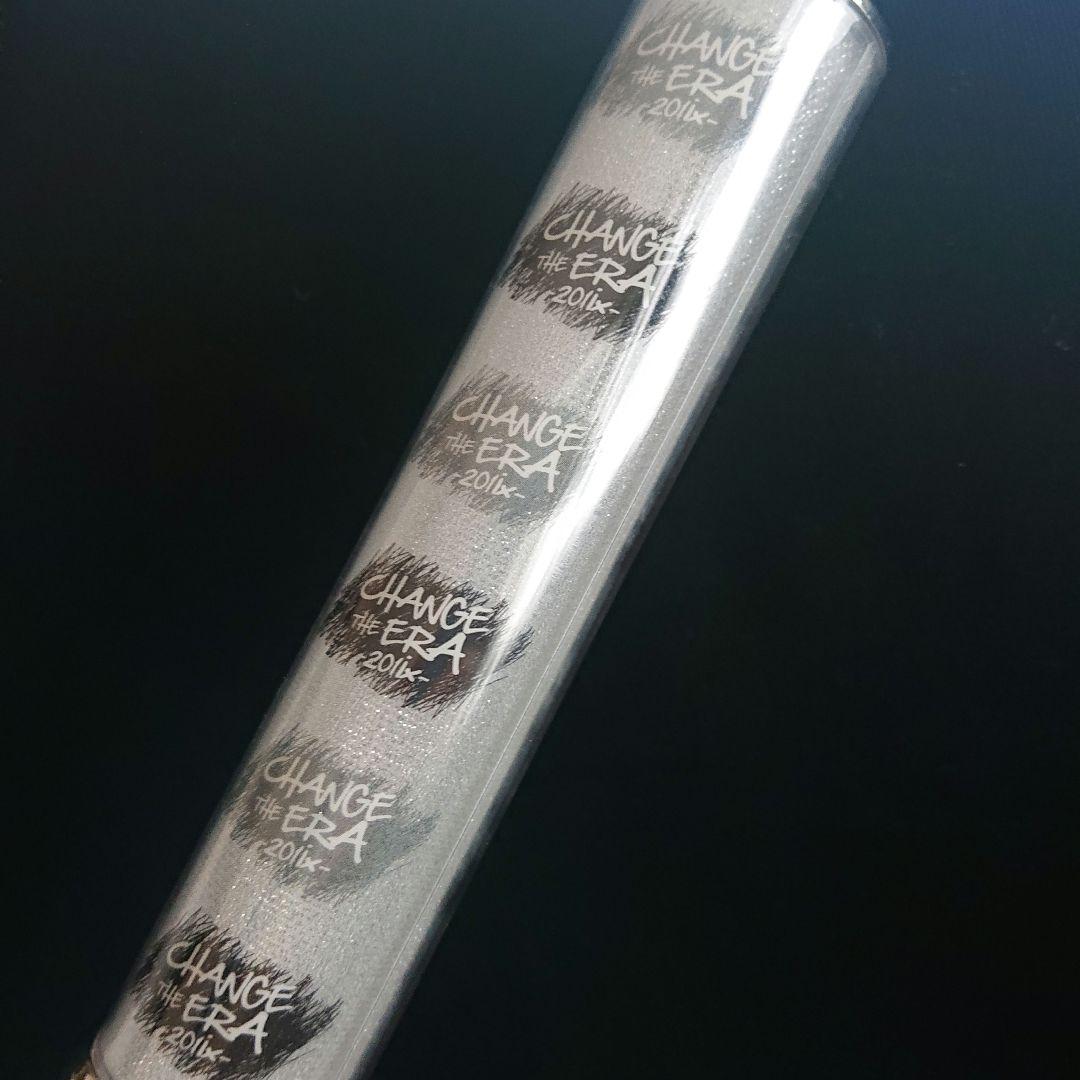 CHANGE
THE ERA
-201ix-
CHANGE
THE ERA
-201ix-
CHANGE
THE ERA
-201ix-
CHANGE
THE ERA
-201ix-
CHANGE
THE ERA
-201ix-
CHANGE
THE ERA
-201ix-